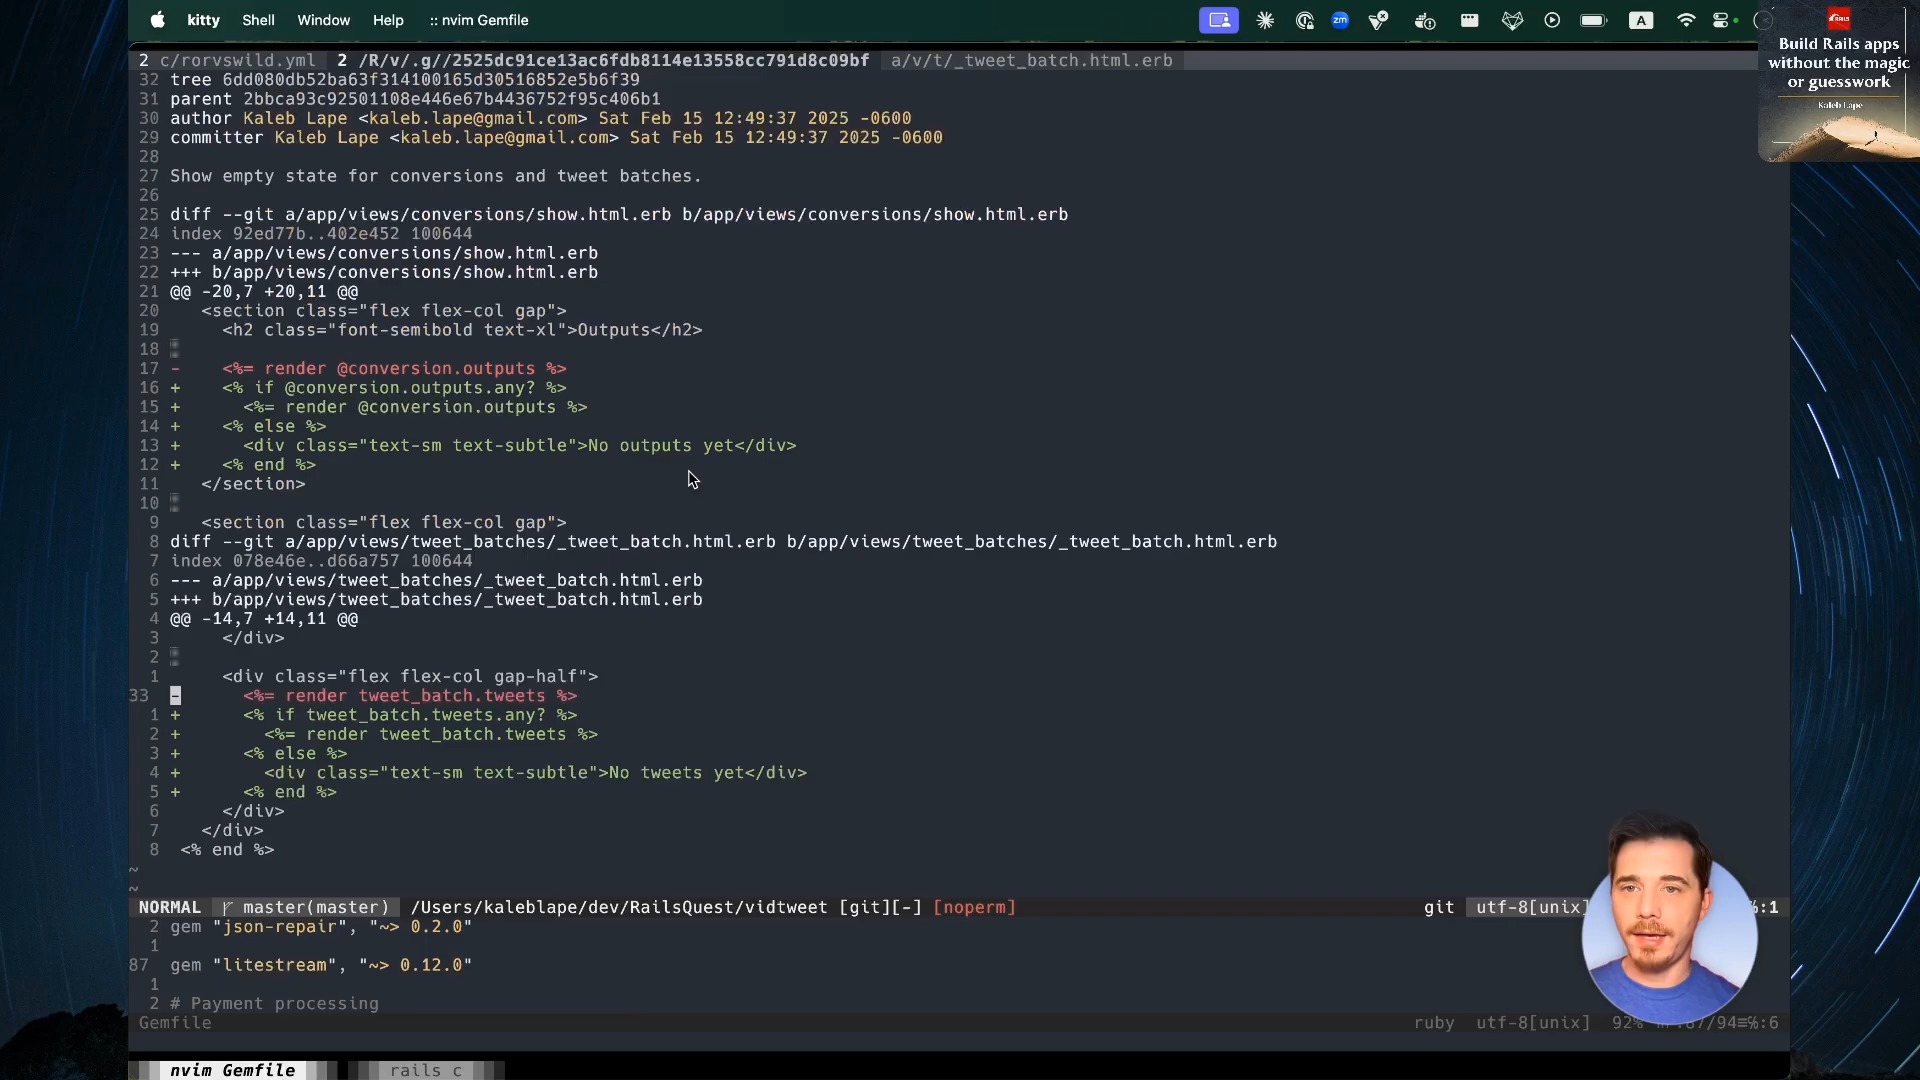 kitty Shell Window Help :: nvim Gemfile
zm
A
RAILS
Build Rails apps
without the magic
or guesswork
Kaleb Lape
2 c/rorvswild.yml 2 /R/v/.g//2525dc91ce13ac6fdb8114e13558cc791d8c09bf a/v/t/_tweet_batch.html.erb
32 tree 6dd080db52ba63f314100165d30516852e5b6f39
31 parent 2bbca93c92501108e446e67b4436752f95c406b1
30 author Kaleb Lape <kaleb.lape@gmail.com> Sat Feb 15 12:49:37 2025 -0600
29 committer Kaleb Lape <kaleb.lape@gmail.com> Sat Feb 15 12:49:37 2025 -0600
28
27 Show empty state for conversions and tweet batches.
26
25 diff --git a/app/views/conversions/show.html.erb b/app/views/conversions/show.html.erb
24 index 92ed77b..402e452 100644
23 --- a/app/views/conversions/show.html.erb
22 +++ b/app/views/conversions/show.html.erb
21 @@ -20,7 +20,11 @@
20 <section class="flex flex-col gap">
19 <h2 class="font-semibold text-xl">Outputs</h2>
18
17 - <%= render @conversion.outputs %>
16 + <% if @conversion.outputs.any? %>
15 + <%= render @conversion.outputs %>
14 + <% else %>
13 + <div class="text-sm text-subtle">No outputs yet</div>
12 + <% end %>
11 </section>
10
9 <section class="flex flex-col gap">
8 diff --git a/app/views/tweet_batches/_tweet_batch.html.erb b/app/views/tweet_batches/_tweet_batch.html.erb
7 index 078e46e..d66a757 100644
6 --- a/app/views/tweet_batches/_tweet_batch.html.erb
5 +++ b/app/views/tweet_batches/_tweet_batch.html.erb
4 @@ -14,7 +14,11 @@
3 </div>
2
1 <div class="flex flex-col gap-half">
33 - <%= render tweet_batch.tweets %>
1 + <% if tweet_batch.tweets.any? %>
2 + <%= render tweet_batch.tweets %>
3 + <% else %>
4 + <div class="text-sm text-subtle">No tweets yet</div>
5 + <% end %>
6 </div>
7 </div>
8 <% end %>
~
~
NORMAL master(master) /Users/kaleblape/dev/RailsQuest/vidtweet [git][-] [noperm] git utf-8[unix] %:1
2 gem "json-repair", "~> 0.2.0"
1
87 gem "litestream", "~> 0.12.0"
1
2 # Payment processing
Gemfile ruby utf-8[unix] 92% :87/94≡%:6
nvim Gemfile rails c